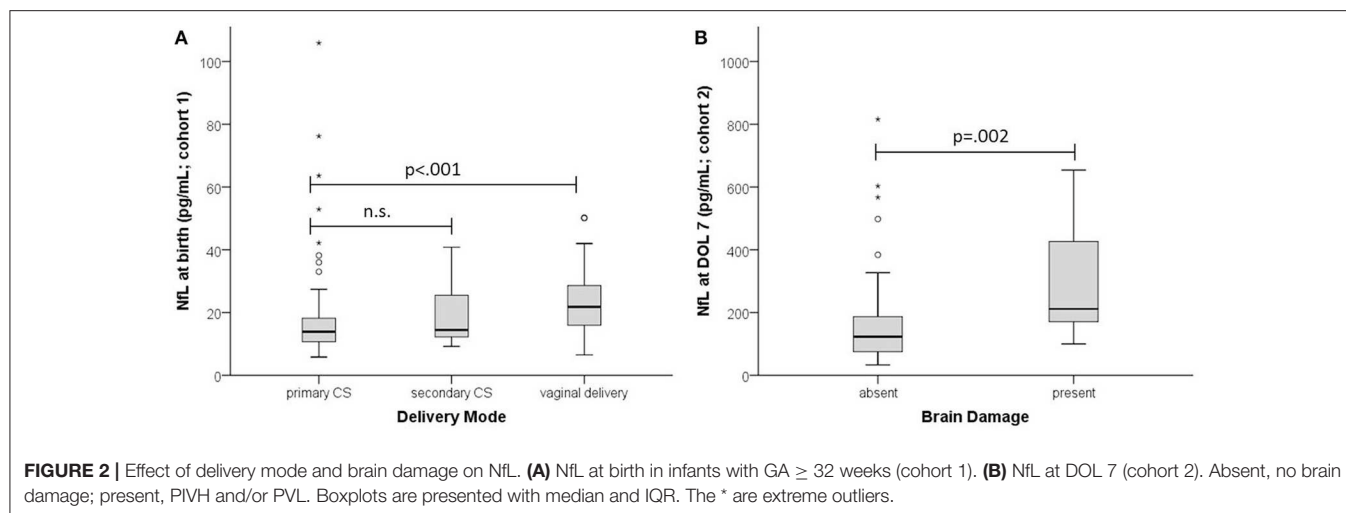 A
NfL at birth (pg/mL; cohort 1)
100
80
60
40
20
0
p<.001
n.s.
primary CS
secondary CS
vaginal delivery
Delivery Mode
B
NfL at DOL 7 (pg/mL; cohort 2)
1000
800
600
400
200
0
p=.002
absent
present
Brain Damage
FIGURE 2 | Effect of delivery mode and brain damage on NfL. (A) NfL at birth in infants with GA ≥ 32 weeks (cohort 1). (B) NfL at DOL 7 (cohort 2). Absent, no brain
damage; present, PIVH and/or PVL. Boxplots are presented with median and IQR. The * are extreme outliers.